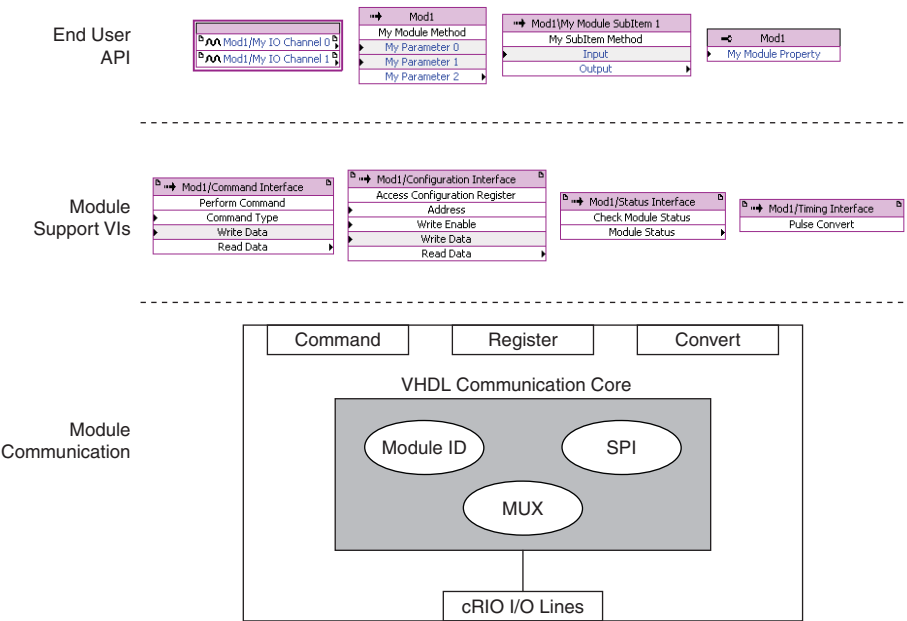 End User
API
Mod1/My IO Channel 0
Mod1/My IO Channel 1
Mod1
My Module Method
My Parameter 0
My Parameter 1
My Parameter 2
Mod1\My Module SubItem 1
My SubItem Method
Input
Output
Mod1
My Module Property
Module
Support VIs
Mod1/Command Interface
Perform Command
Command Type
Write Data
Read Data
Mod1/Configuration Interface
Access Configuration Register
Address
Write Enable
Write Data
Read Data
Mod1/Status Interface
Check Module Status
Module Status
Mod1/Timing Interface
Pulse Convert
Module
Communication
Command
Register
Convert
VHDL Communication Core
Module ID
SPI
MUX
cRIO I/O Lines